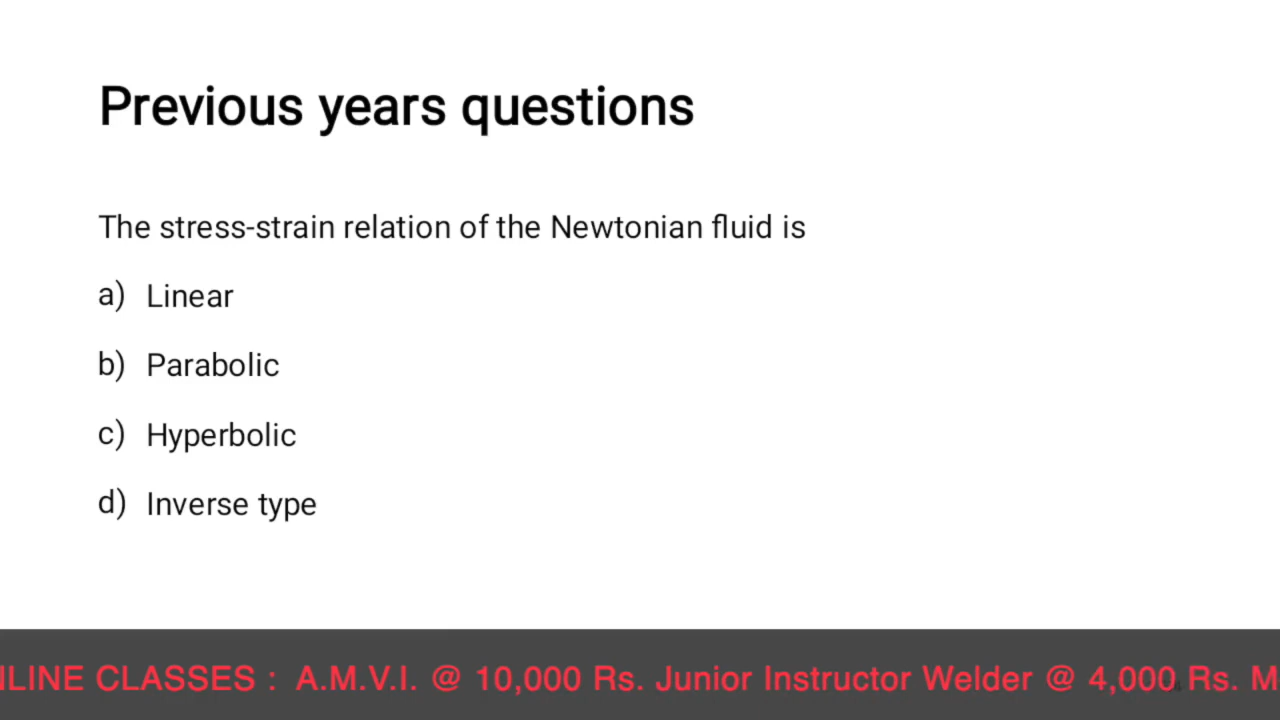 Previous years questions
The stress-strain relation of the Newtonian fluid is
a) Linear
b) Parabolic
c) Hyperbolic
d) Inverse type
NLINE CLASSES : A.M.V.I. @ 10,000 Rs. Junior Instructor Welder @ 4,000 Rs. M